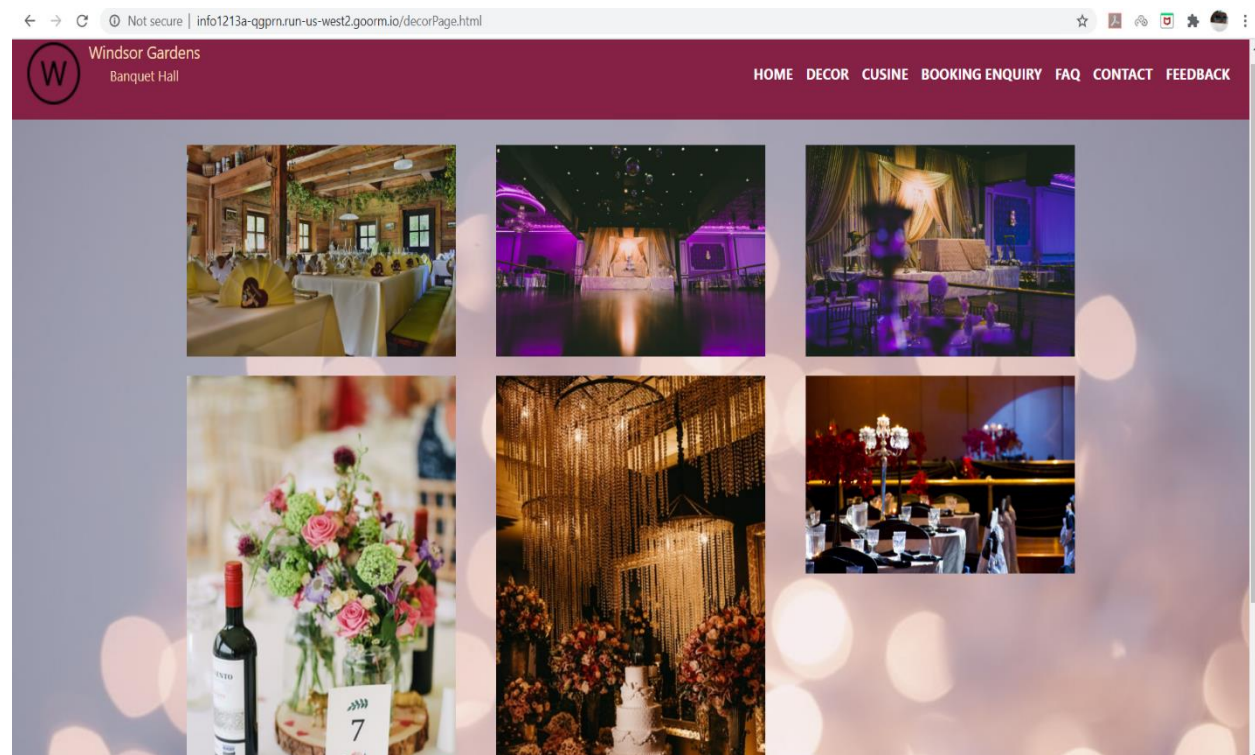 Not secure | info1213a-qgprn.run-us-west2.goorm.io/decorPage.html
W
Windsor Gardens
Banquet Hall
HOME DECOR CUSINE BOOKING ENQUIRY FAQ CONTACT FEEDBACK
7